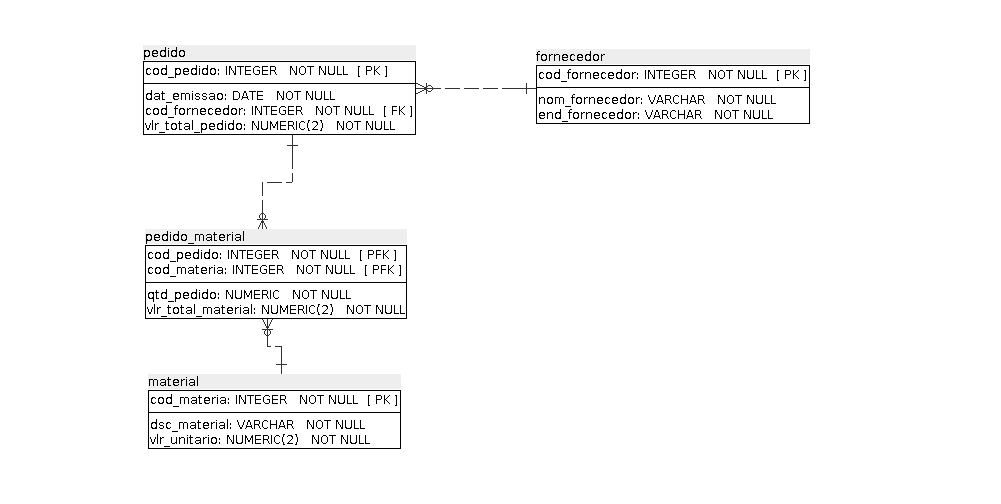 pedido
cod_pedido: INTEGER NOT NULL [ PK ]
dat_emissao: DATE NOT NULL
cod_fornecedor: INTEGER NOT NULL [ FK ]
vlr_total_pedido: NUMERIC(2) NOT NULL
fornecedor
cod_fornecedor: INTEGER NOT NULL [ PK ]
nom_fornecedor: VARCHAR NOT NULL
end_fornecedor: VARCHAR NOT NULL
pedido_material
cod_pedido: INTEGER NOT NULL [ PFK ]
cod_materia: INTEGER NOT NULL [ PFK ]
qtd_pedido: NUMERIC NOT NULL
vlr_total_material: NUMERIC(2) NOT NULL
material
cod_materia: INTEGER NOT NULL [ PK ]
dsc_material: VARCHAR NOT NULL
vlr_unitario: NUMERIC(2) NOT NULL